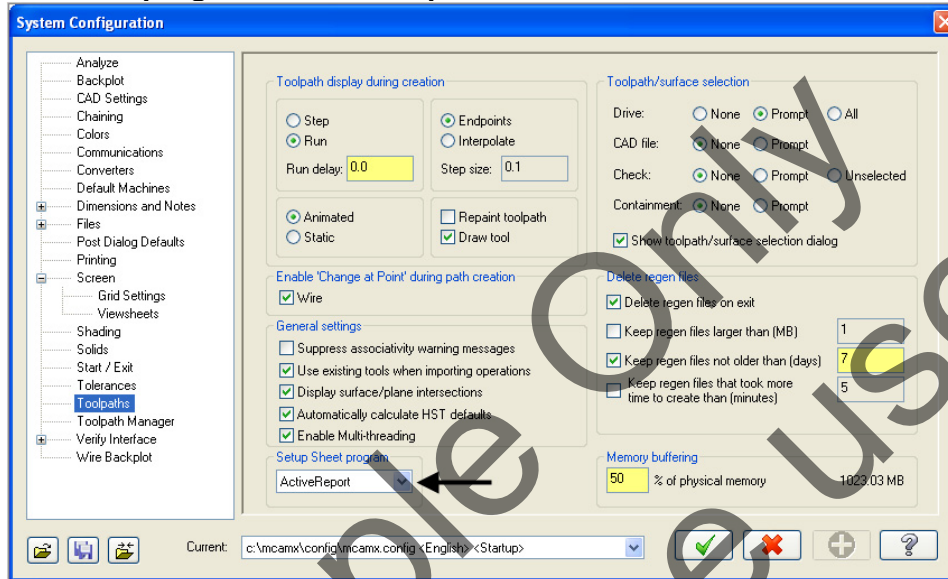 System Configuration
Analyze
Backplot
CAD Settings
Chaining
Colors
Communications
Converters
Default Machines
Dimensions and Notes
Files
Post Dialog Defaults
Printing
Screen
Grid Settings
Viewsheets
Shading
Solids
Start / Exit
Tolerances
Toolpaths
Toolpath Manager
Verify Interface
Wire Backplot
Toolpath display during creation
Step
Run
Run delay: 0.0
Endpoints
Interpolate
Step size: 0.1
Animated
Static
Repaint toolpath
Draw tool
Enable 'Change at Point' during path creation
Wire
General settings
Suppress associativity warning messages
Use existing tools when importing operations
Display surface/plane intersections
Automatically calculate HST defaults
Enable Multi-threading
Setup Sheet program
ActiveReport
Toolpath/surface selection
Drive: None Prompt All
CAD file: None Prompt
Check: None Prompt Unselected
Containment: None Prompt
Show toolpath/surface selection dialog
Delete regen files
Delete regen files on exit
Keep regen files larger than (MB) 1
Keep regen files not older than (days) 7
Keep regen files that took more
time to create than (minutes) 5
Memory buffering
50 % of physical memory 1023.03 MB
Current: c:\mcamx\config\mcamx.config <English> <Startup>